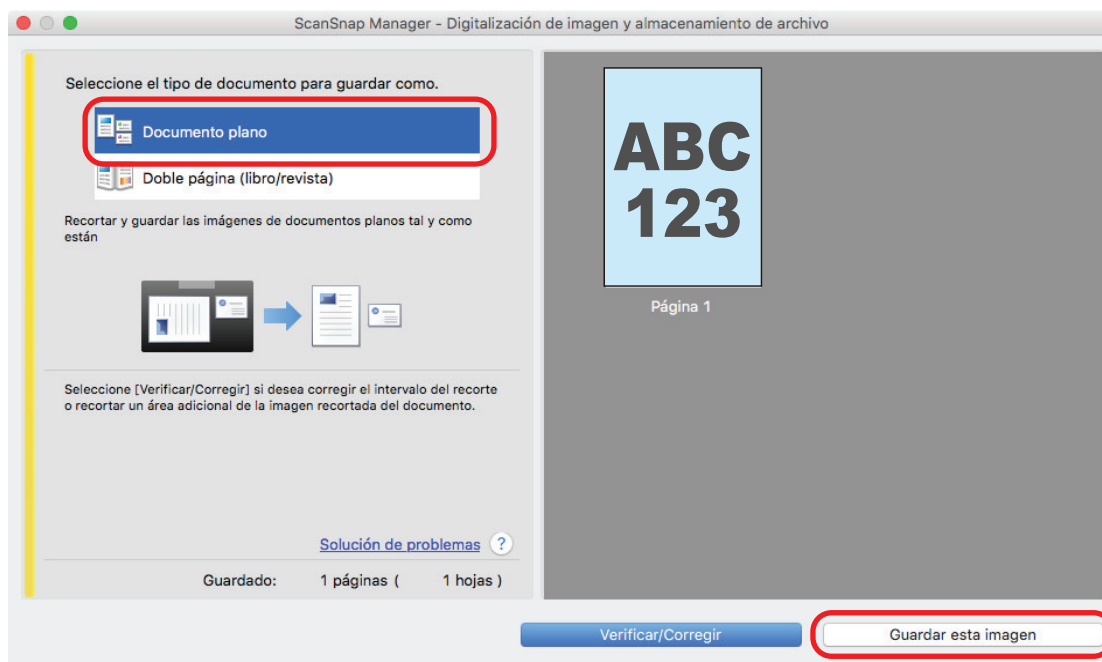 ScanSnap Manager - Digitalización de imagen y almacenamiento de archivo
Seleccione el tipo de documento para guardar como.
Documento plano
Doble página (libro/revista)
Recortar y guardar las imágenes de documentos planos tal y como
están
Seleccione [Verificar/Corregir] si desea corregir el intervalo del recorte
o recortar un área adicional de la imagen recortada del documento.
Solución de problemas ?
Guardado: 1 páginas ( 1 hojas )
ABC
123
Página 1
Verificar/Corregir
Guardar esta imagen